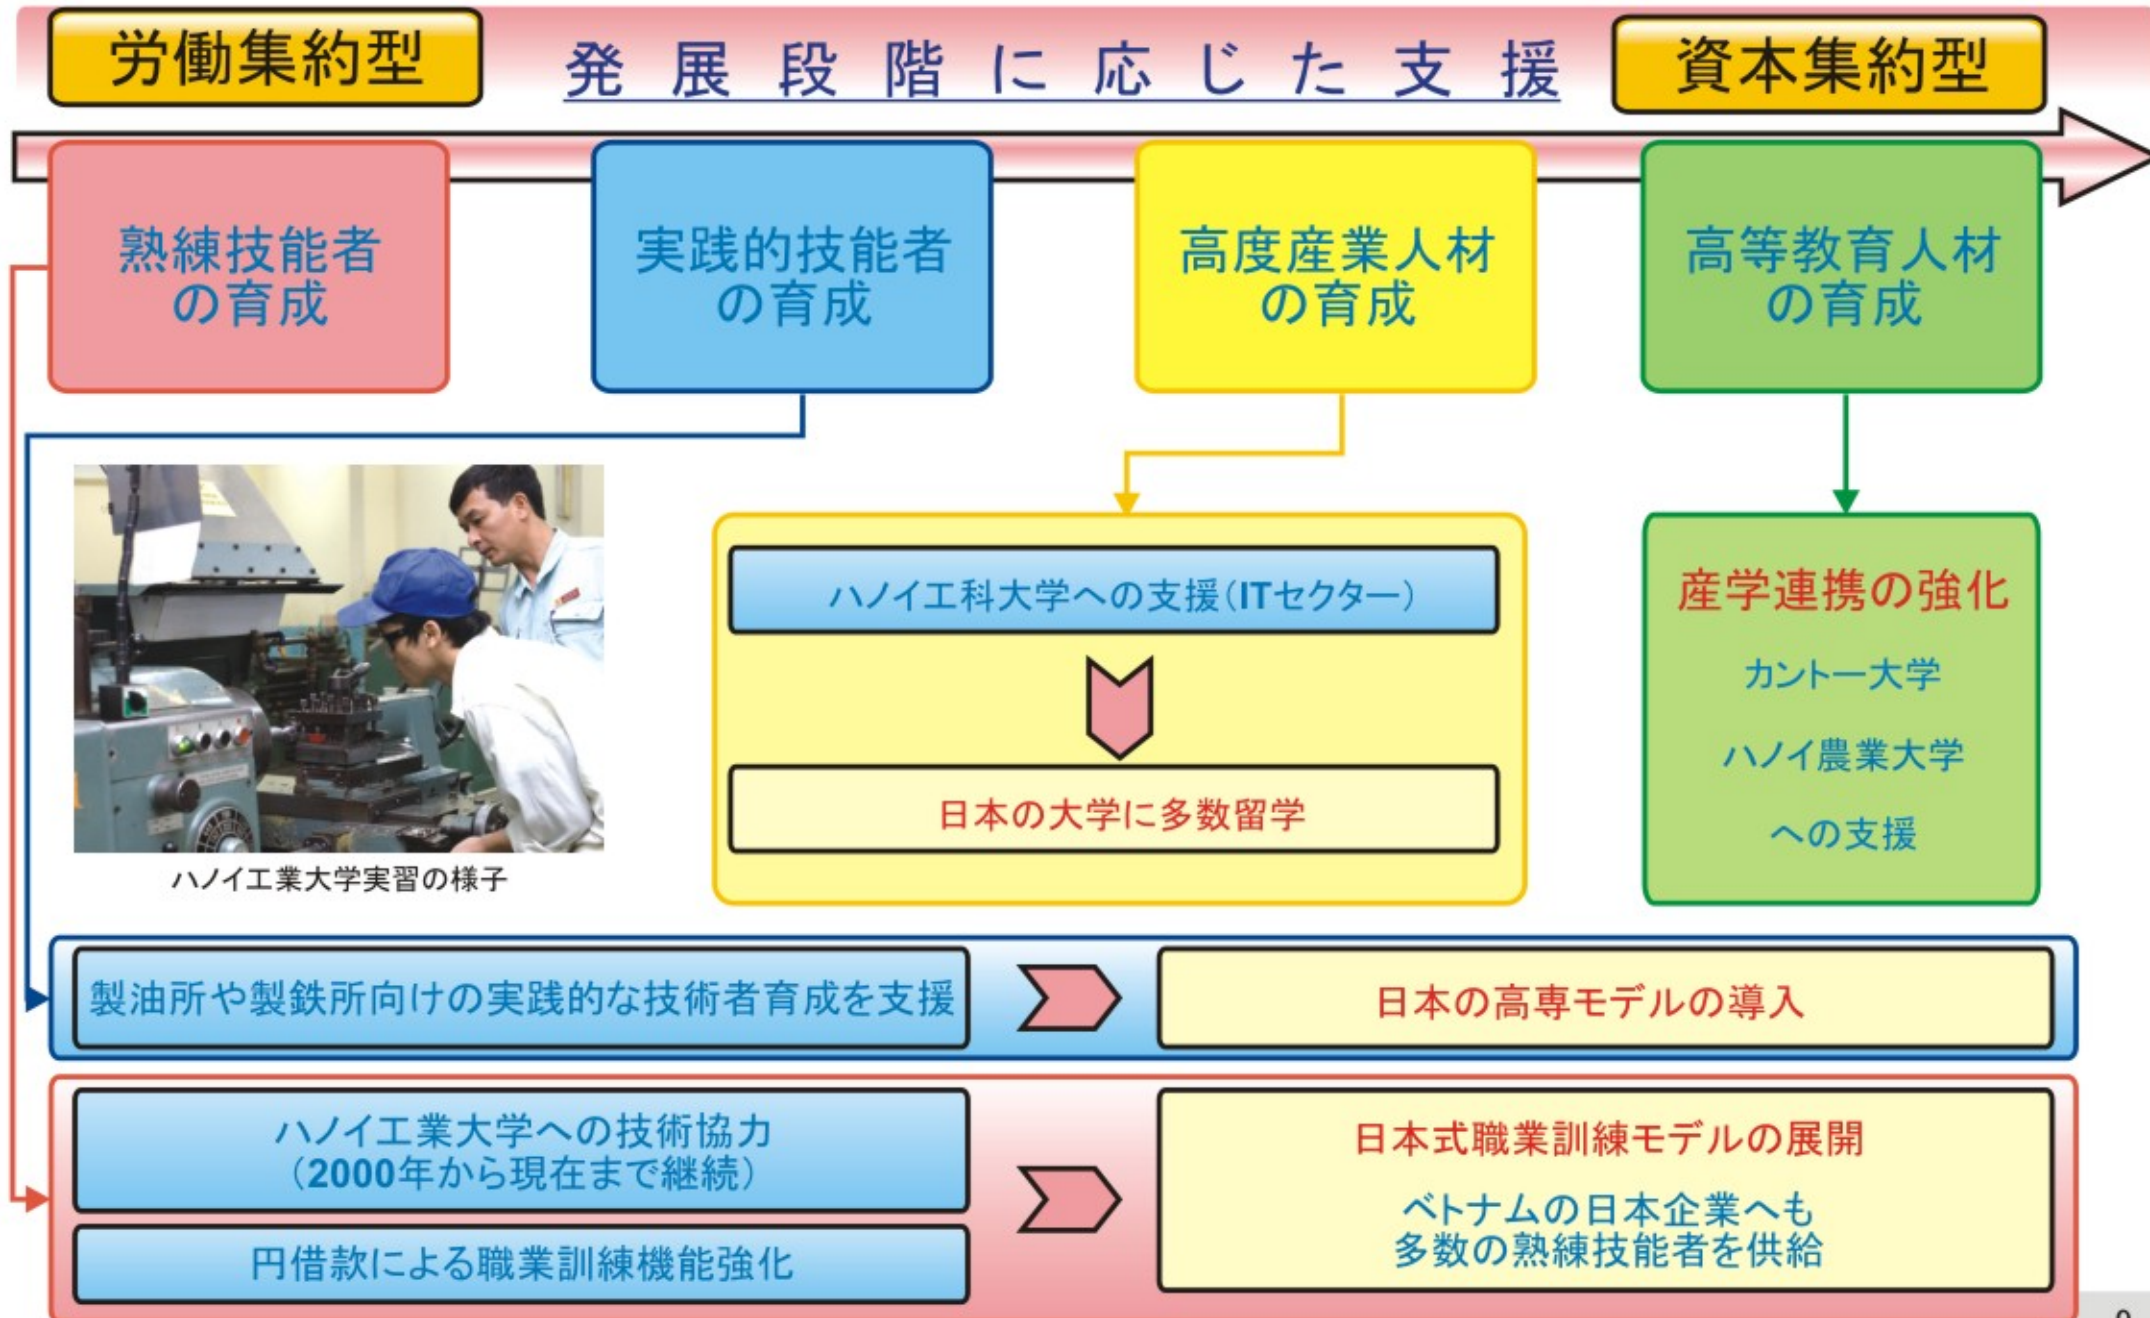 労働集約型
発展段階に応じた支援
資本集約型
熟練技能者
の育成
実践的技能者
の育成
高度産業人材
の育成
高等教育人材
の育成
ハノイ工業大学実習の様子
ハノイ工科大学への支援(ITセクター)
日本の大学に多数留学
産学連携の強化
カントー大学
ハノイ農業大学
への支援
製油所や製鉄所向けの実践的な技術者育成を支援
日本の高専モデルの導入
ハノイ工業大学への技術協力
(2000年から現在まで継続)
円借款による職業訓練機能強化
日本式職業訓練モデルの展開
ベトナムの日本企業へも
多数の熟練技能者を供給